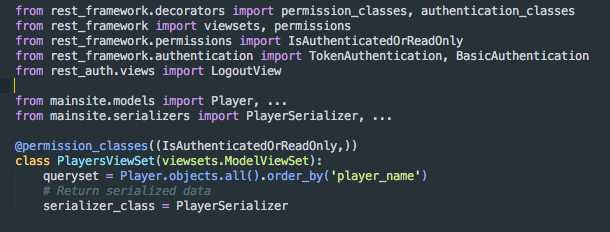 from rest_framework.decorators import permission_classes, authentication_classes
from rest_framework import viewsets, permissions
from rest_framework.permissions import IsAuthenticatedOrReadOnly
from rest_framework.authentication import TokenAuthentication, BasicAuthentication
from rest_auth.views import LogoutView
from mainsite.models import Player, ...
from mainsite.serializers import PlayerSerializer, ...
@permission_classes((IsAuthenticatedOrReadOnly,))
class PlayersViewSet(viewsets.ModelViewSet):
    queryset = Player.objects.all().order_by('player_name')
    # Return serialized data
    serializer_class = PlayerSerializer